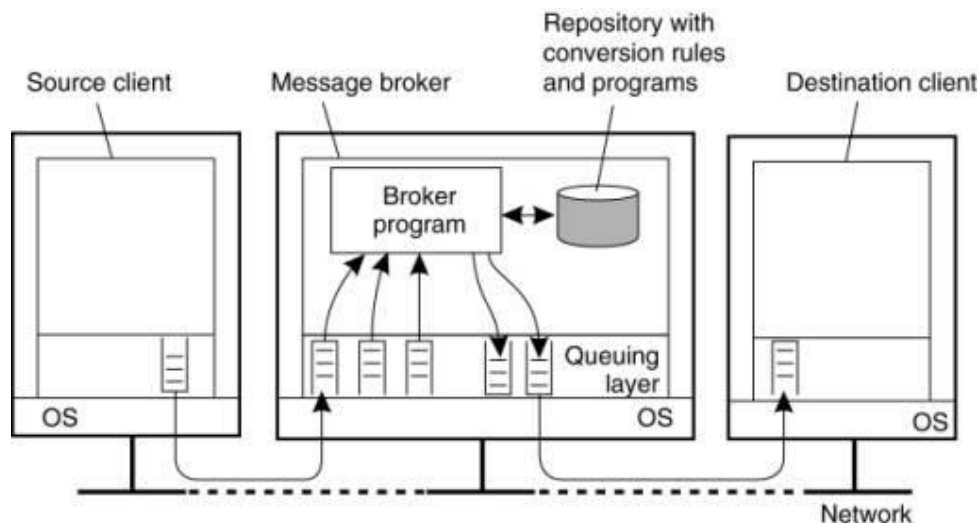 Repository with
conversion rules
and programs
Source client
Message broker
Destination client
Broker
program
Queuing
layer
OS
OS
OS
Network